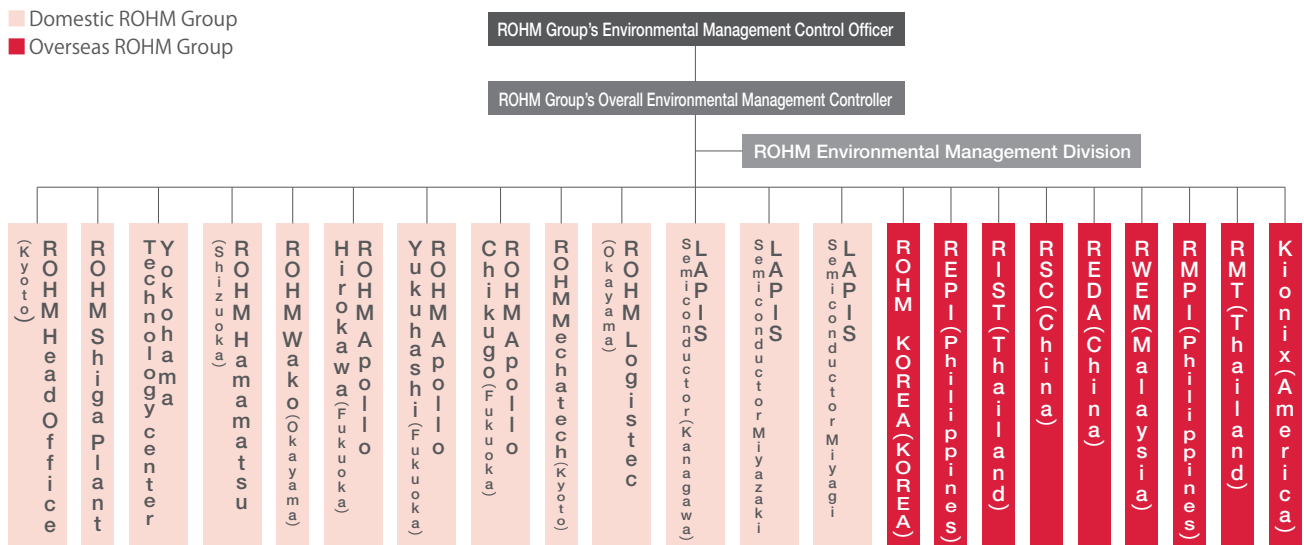 Domestic ROHM Group
Overseas ROHM Group
ROHM Group's Environmental Management Control Officer
ROHM Group's Overall Environmental Management Controller
ROHM Environmental Management Division
ROHM Head Office
(Kyoto)
ROHM Shiga Plant
Yokohama
Technology center
ROHM Hamamatsu
(Shizuoka)
ROHM Wako(Okayama)
ROHM Apollo
Hirokawa(Fukuoka)
ROHM Apollo
Yukuhashi(Fukuoka)
ROHM Apollo
Chikugo(Fukuoka)
ROHM Mechatech(Kyoto)
ROHM Logistec
(Okayama)
LAPIS
Semiconductor(Kanagawa)
LAPIS
Semiconductor Miyazaki
LAPIS
Semiconductor Miyagi
ROHM KOREA(KOREA)
REPI(Philippines)
RIST(Thailand)
RSC(China)
REDA(China)
RWEM(Malaysia)
RMPI(Philippines)
RMT(Thailand)
Kionix(America)